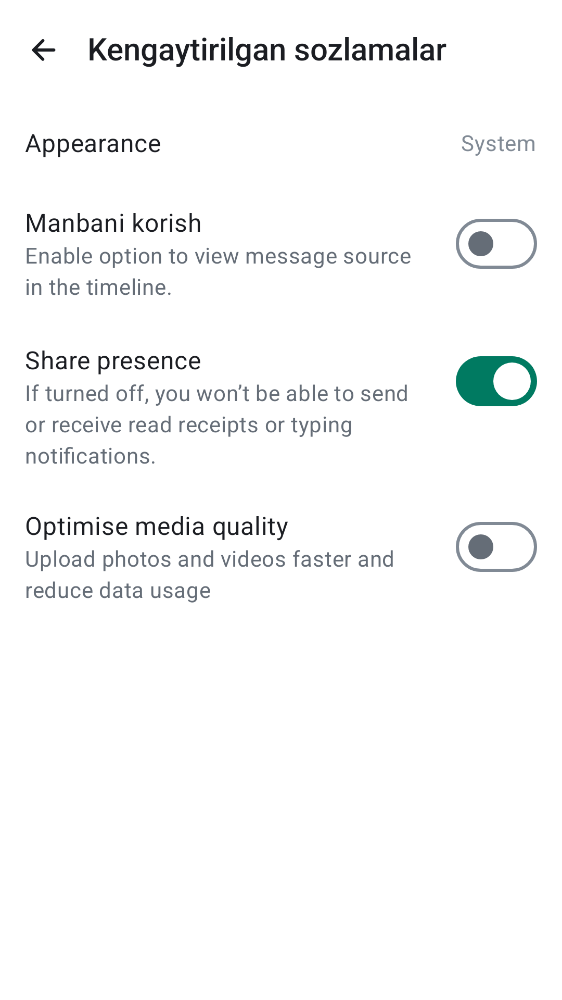 Kengaytirilgan sozlamalar
Appearance
System
Manbani korish
Enable option to view message source
in the timeline.
Share presence
If turned off, you won’t be able to send
or receive read receipts or typing
notifications.
Optimise media quality
Upload photos and videos faster and
reduce data usage